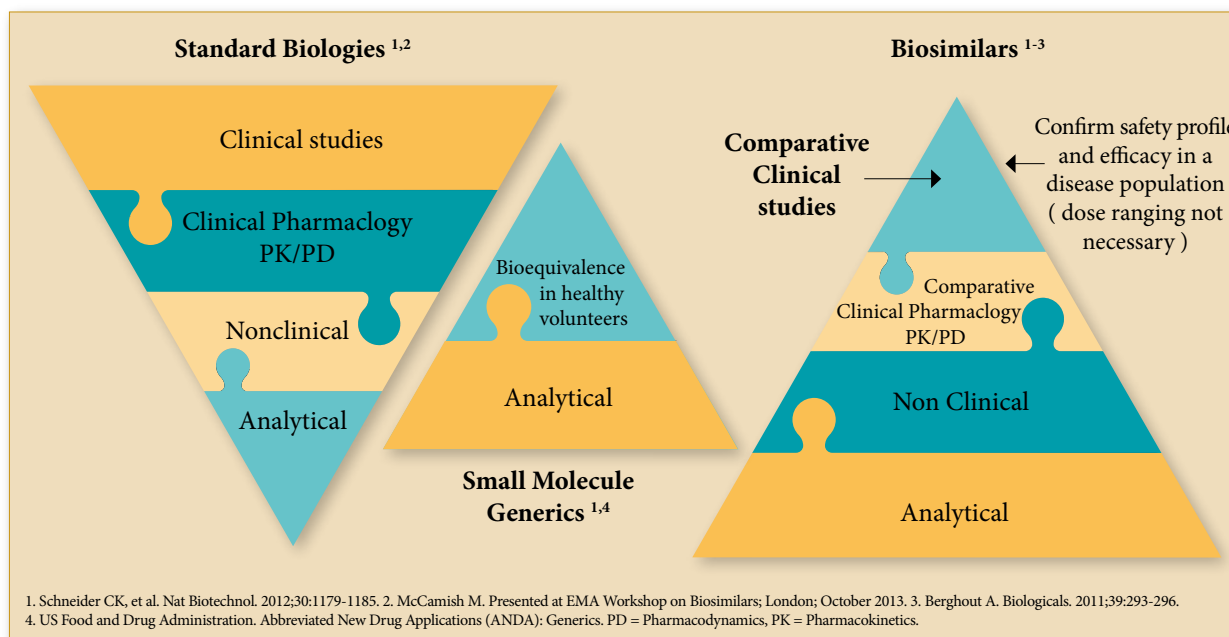 Standard Biologies 1,2
Clinical studies
Clinical Pharmaclogy
PK/PD
Nonclinical
Analytical
Bioequivalence
in healthy
volunteers
Analytical
Small Molecule
Generics 1,4
Biosimilars 1-3
Comparative
Clinical
studies
Confirm safety profile
and efficacy in a
disease population
( dose ranging not
necessary )
Comparative
Clinical Pharmaclogy
PK/PD
Non Clinical
Analytical
1. Schneider CK, et al. Nat Biotechnol. 2012;30:1179-1185. 2. McCamish M. Presented at EMA Workshop on Biosimilars; London; October 2013. 3. Berghout A. Biologicals. 2011;39:293-296.
4. US Food and Drug Administration. Abbreviated New Drug Applications (ANDA): Generics. PD = Pharmacodynamics, PK = Pharmacokinetics.